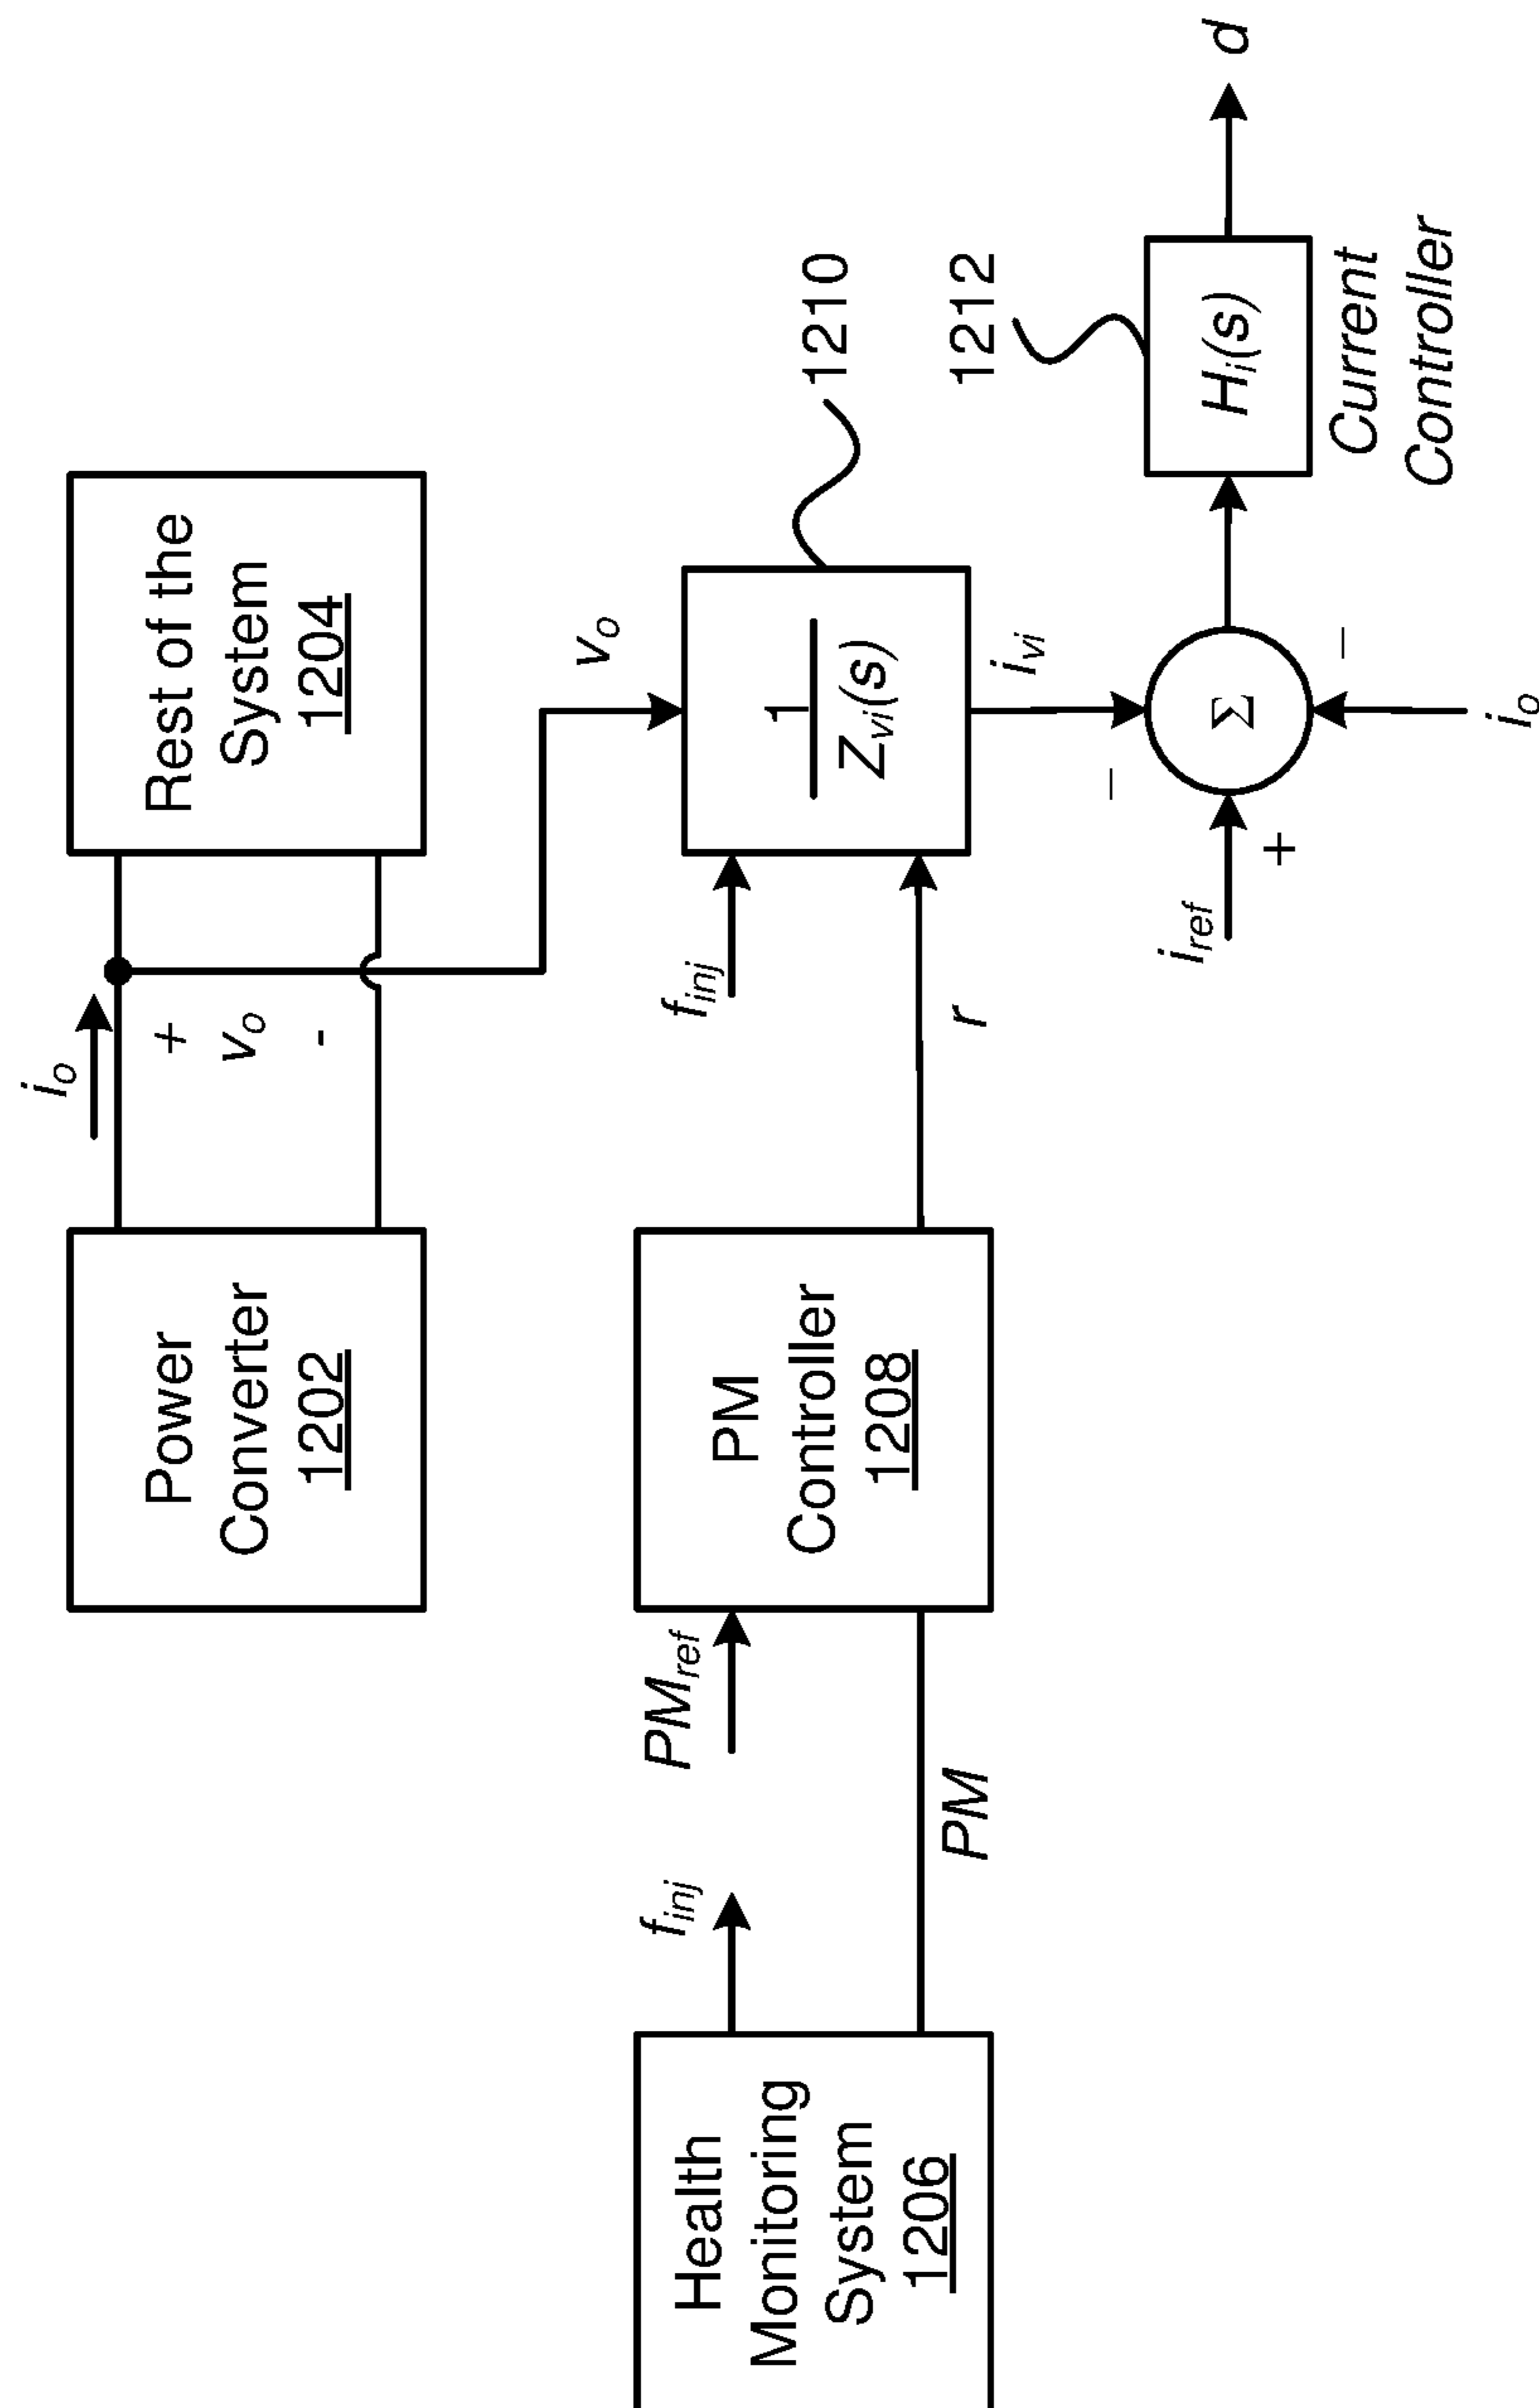 i_o
+
v_o
-
Power
Converter
1202
Rest of the
System
1204
v_o
Health
Monitoring
System
1206
f_inj
PM
PM_ref
PM
Controller
1208
f_inj
r
1
Z_vi(s)
1210
i_vi
−
i_ref
+
Σ
−
i_o
1212
H_i(s)
Current
Controller
d